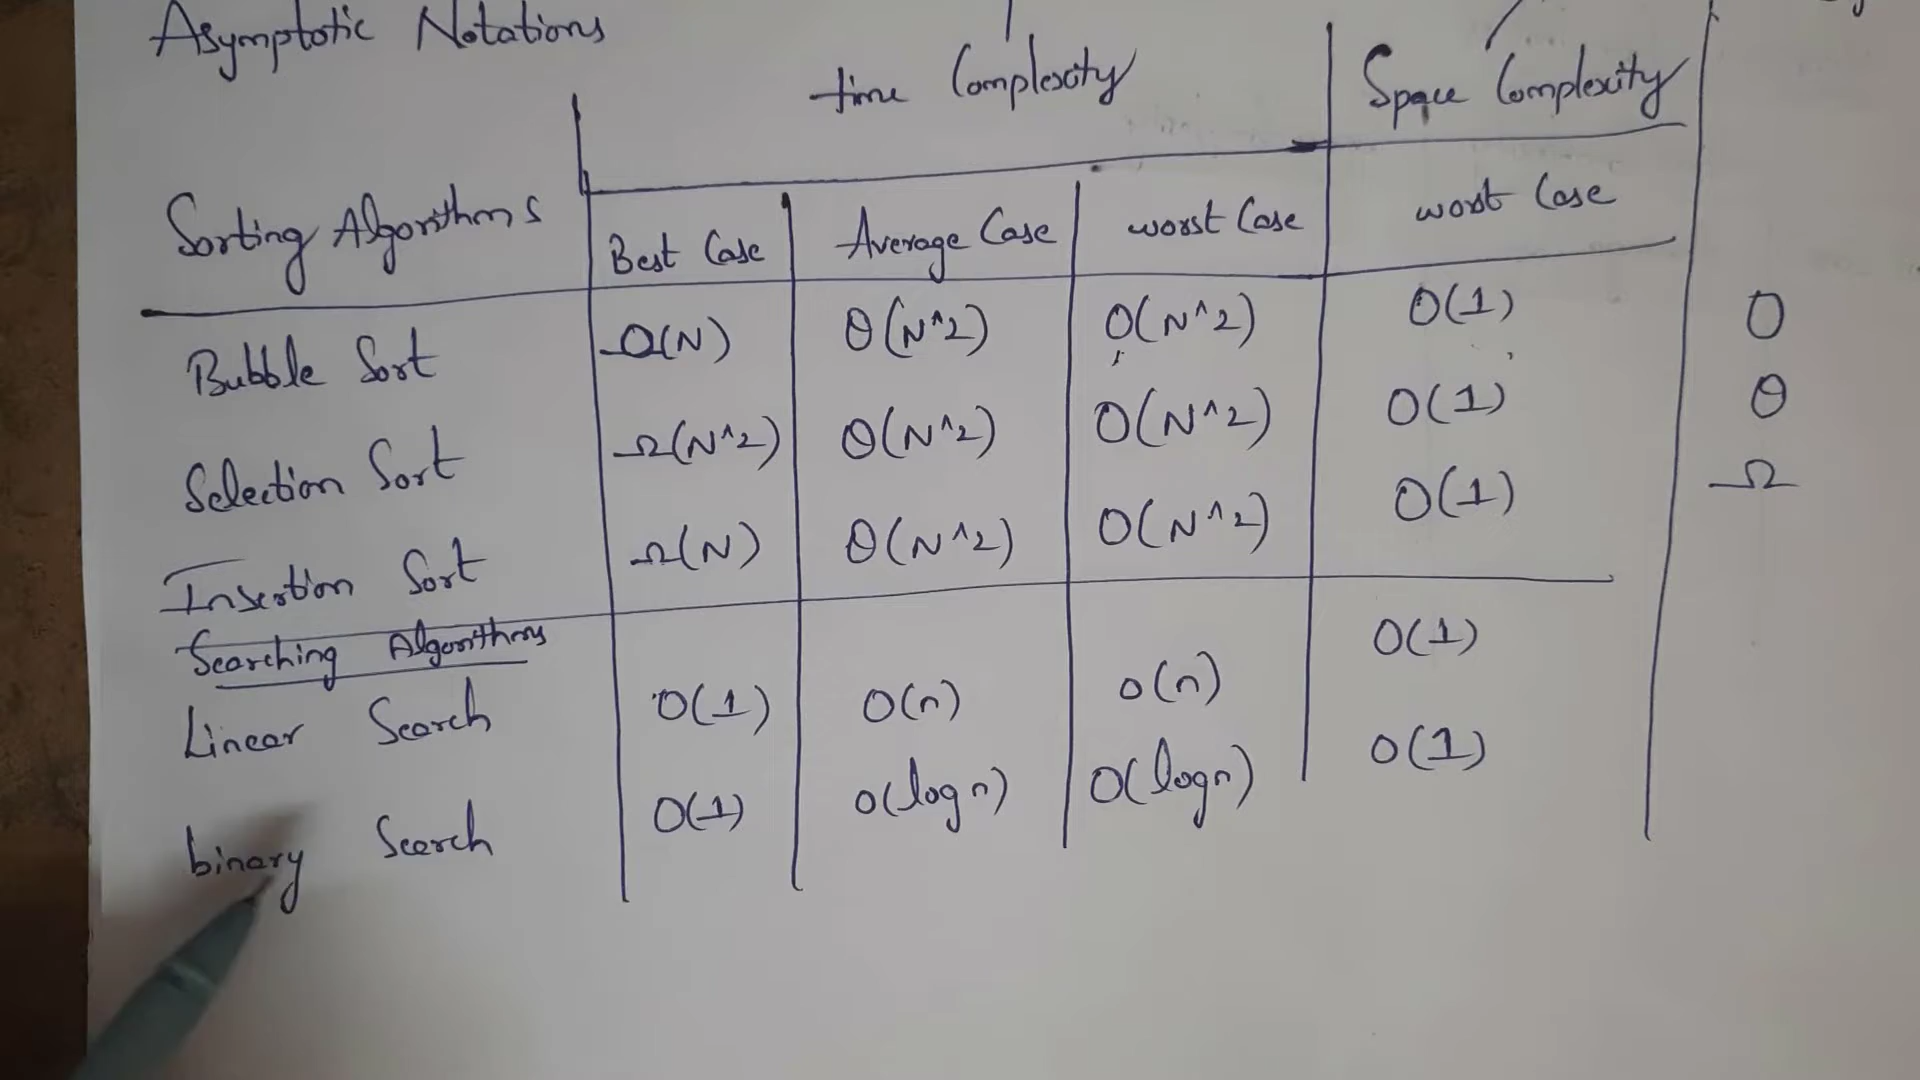 Asymptotic Notations
time Complexity Space Complexity
Sorting Algorithms Best Case Average Case worst Case worst Case
Bubble Sort Ω(N) θ(N^2) O(N^2) O(1) O
Selection Sort Ω(N^2) θ(N^2) O(N^2) O(1) θ
Insertion Sort Ω(N) θ(N^2) O(N^2) O(1) Ω
Searching Algorithms
Linear Search O(1) O(n) O(n) O(1)
binary Search O(1) O(log n) O(log n) O(1)